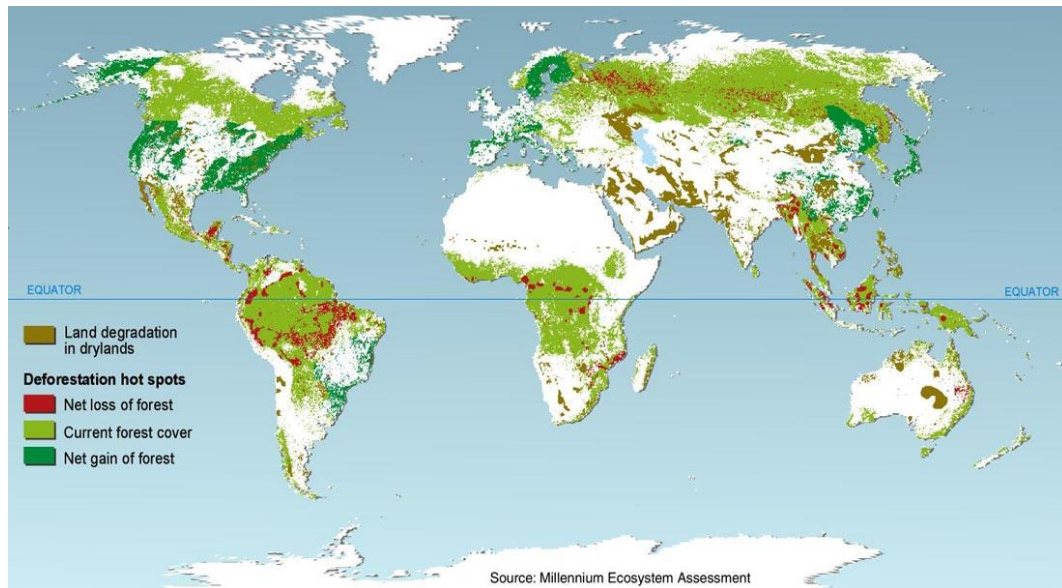 EQUATOR
EQUATOR
Land degradation
in drylands
Deforestation hot spots
Net loss of forest
Current forest cover
Net gain of forest
Source: Millennium Ecosystem Assessment